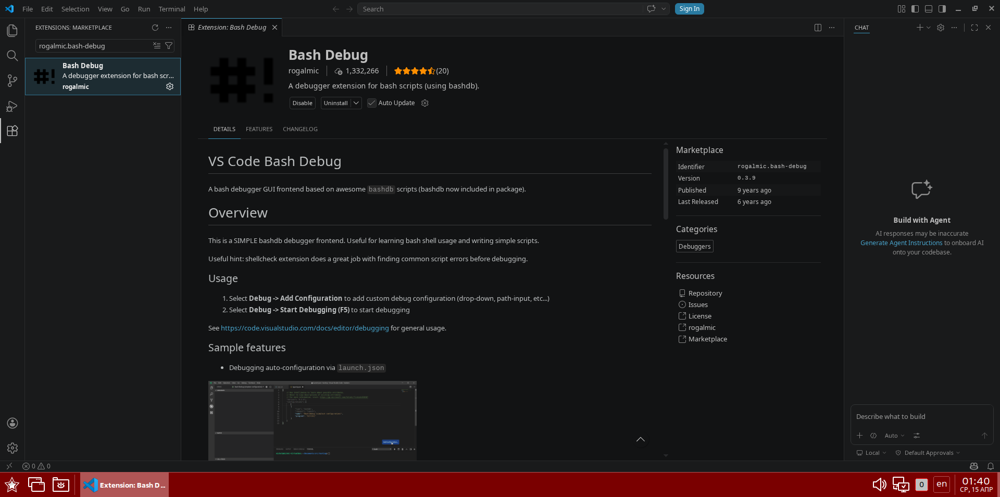 File Edit Selection View Go Run Terminal Help
Search
Sign In
EXTENSIONS: MARKETPLACE
rogalmic.bash-debug
Bash Debug
A debugger extension for bash scr...
rogalmic
Extension: Bash Debug
Bash Debug
rogalmic 1,332,266 (20)
A debugger extension for bash scripts (using bashdb).
Disable Uninstall Auto Update
DETAILS FEATURES CHANGELOG
VS Code Bash Debug
A bash debugger GUI frontend based on awesome bashdb scripts (bashdb now included in package).
Overview
This is a SIMPLE bashdb debugger frontend. Useful for learning bash shell usage and writing simple scripts.
Useful hint: shellcheck extension does a great job with finding common script errors before debugging.
Usage
1. Select Debug -> Add Configuration to add custom debug configuration (drop-down, path-input, etc...)
2. Select Debug -> Start Debugging (F5) to start debugging
See https://code.visualstudio.com/docs/editor/debugging for general usage.
Sample features
• Debugging auto-configuration via launch.json
Marketplace
Identifier rogalmic.bash-debug
Version 0.3.9
Published 9 years ago
Last Released 6 years ago
Categories
Debuggers
Resources
Repository
Issues
License
rogalmic
Marketplace
CHAT
Build with Agent
AI responses may be inaccurate
Generate Agent Instructions to onboard AI
onto your codebase.
Describe what to build
Auto
Local Default Approvals
0 0
Extension: Bash D...
0
en
01:40
СР, 15 АПР